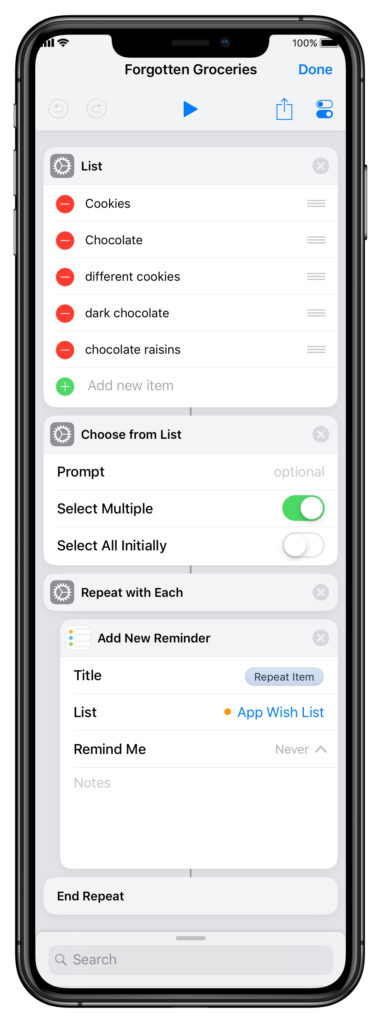 100%
Forgotten Groceries Done
List
Cookies
Chocolate
different cookies
dark chocolate
chocolate raisins
Add new item
Choose from List
Prompt optional
Select Multiple
Select All Initially
Repeat with Each
Add New Reminder
Title Repeat Item
List App Wish List
Remind Me Never
Notes
End Repeat
Search